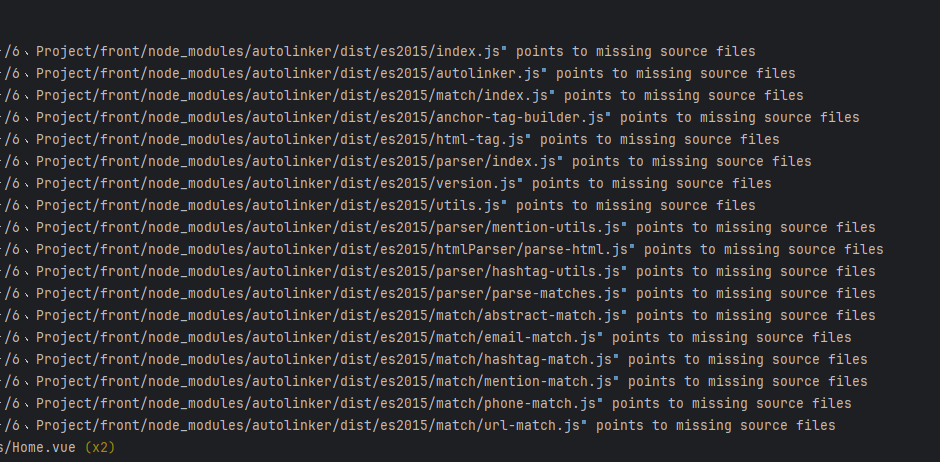 /6、Project/front/node_modules/autolinker/dist/es2015/index.js" points to missing source files
/6、Project/front/node_modules/autolinker/dist/es2015/autolinker.js" points to missing source files
/6、Project/front/node_modules/autolinker/dist/es2015/match/index.js" points to missing source files
/6、Project/front/node_modules/autolinker/dist/es2015/anchor-tag-builder.js" points to missing source files
/6、Project/front/node_modules/autolinker/dist/es2015/html-tag.js" points to missing source files
/6、Project/front/node_modules/autolinker/dist/es2015/parser/index.js" points to missing source files
/6、Project/front/node_modules/autolinker/dist/es2015/version.js" points to missing source files
/6、Project/front/node_modules/autolinker/dist/es2015/utils.js" points to missing source files
/6、Project/front/node_modules/autolinker/dist/es2015/parser/mention-utils.js" points to missing source files
/6、Project/front/node_modules/autolinker/dist/es2015/htmlParser/parse-html.js" points to missing source files
/6、Project/front/node_modules/autolinker/dist/es2015/parser/hashtag-utils.js" points to missing source files
/6、Project/front/node_modules/autolinker/dist/es2015/parser/parse-matches.js" points to missing source files
/6、Project/front/node_modules/autolinker/dist/es2015/match/abstract-match.js" points to missing source files
/6、Project/front/node_modules/autolinker/dist/es2015/match/email-match.js" points to missing source files
/6、Project/front/node_modules/autolinker/dist/es2015/match/hashtag-match.js" points to missing source files
/6、Project/front/node_modules/autolinker/dist/es2015/match/mention-match.js" points to missing source files
/6、Project/front/node_modules/autolinker/dist/es2015/match/phone-match.js" points to missing source files
/6、Project/front/node_modules/autolinker/dist/es2015/match/url-match.js" points to missing source files
s/Home.vue (x2)